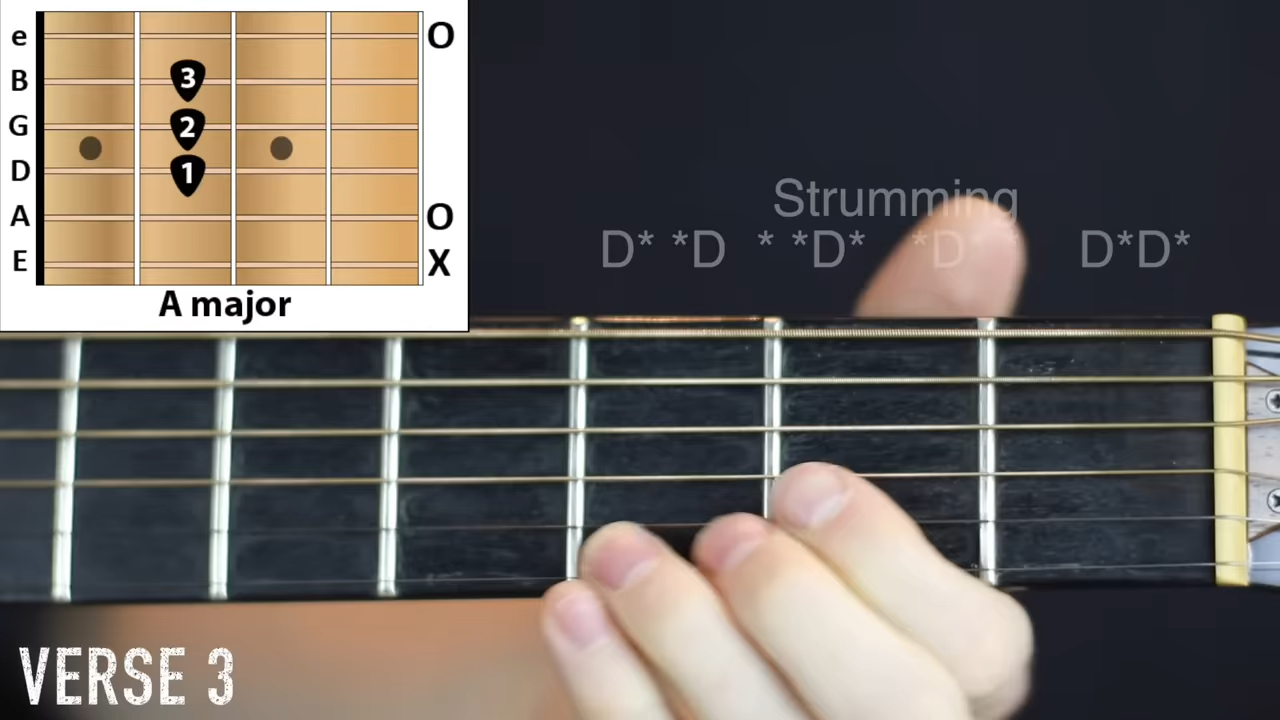 e O
B 3
G 2
D 1
A O
E X
A major
Strumming
D* *D * *D* *D * D*D*
VERSE 3